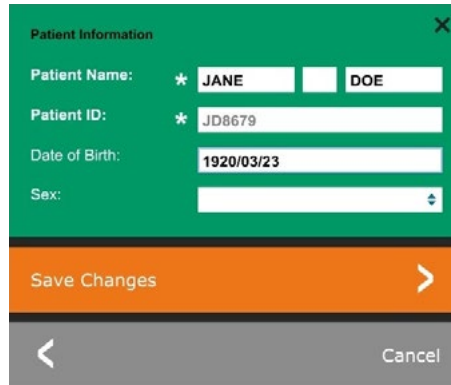 Patient Information
Patient Name: * JANE DOE
Patient ID: * JD8679
Date of Birth: 1920/03/23
Sex:
Save Changes
Cancel